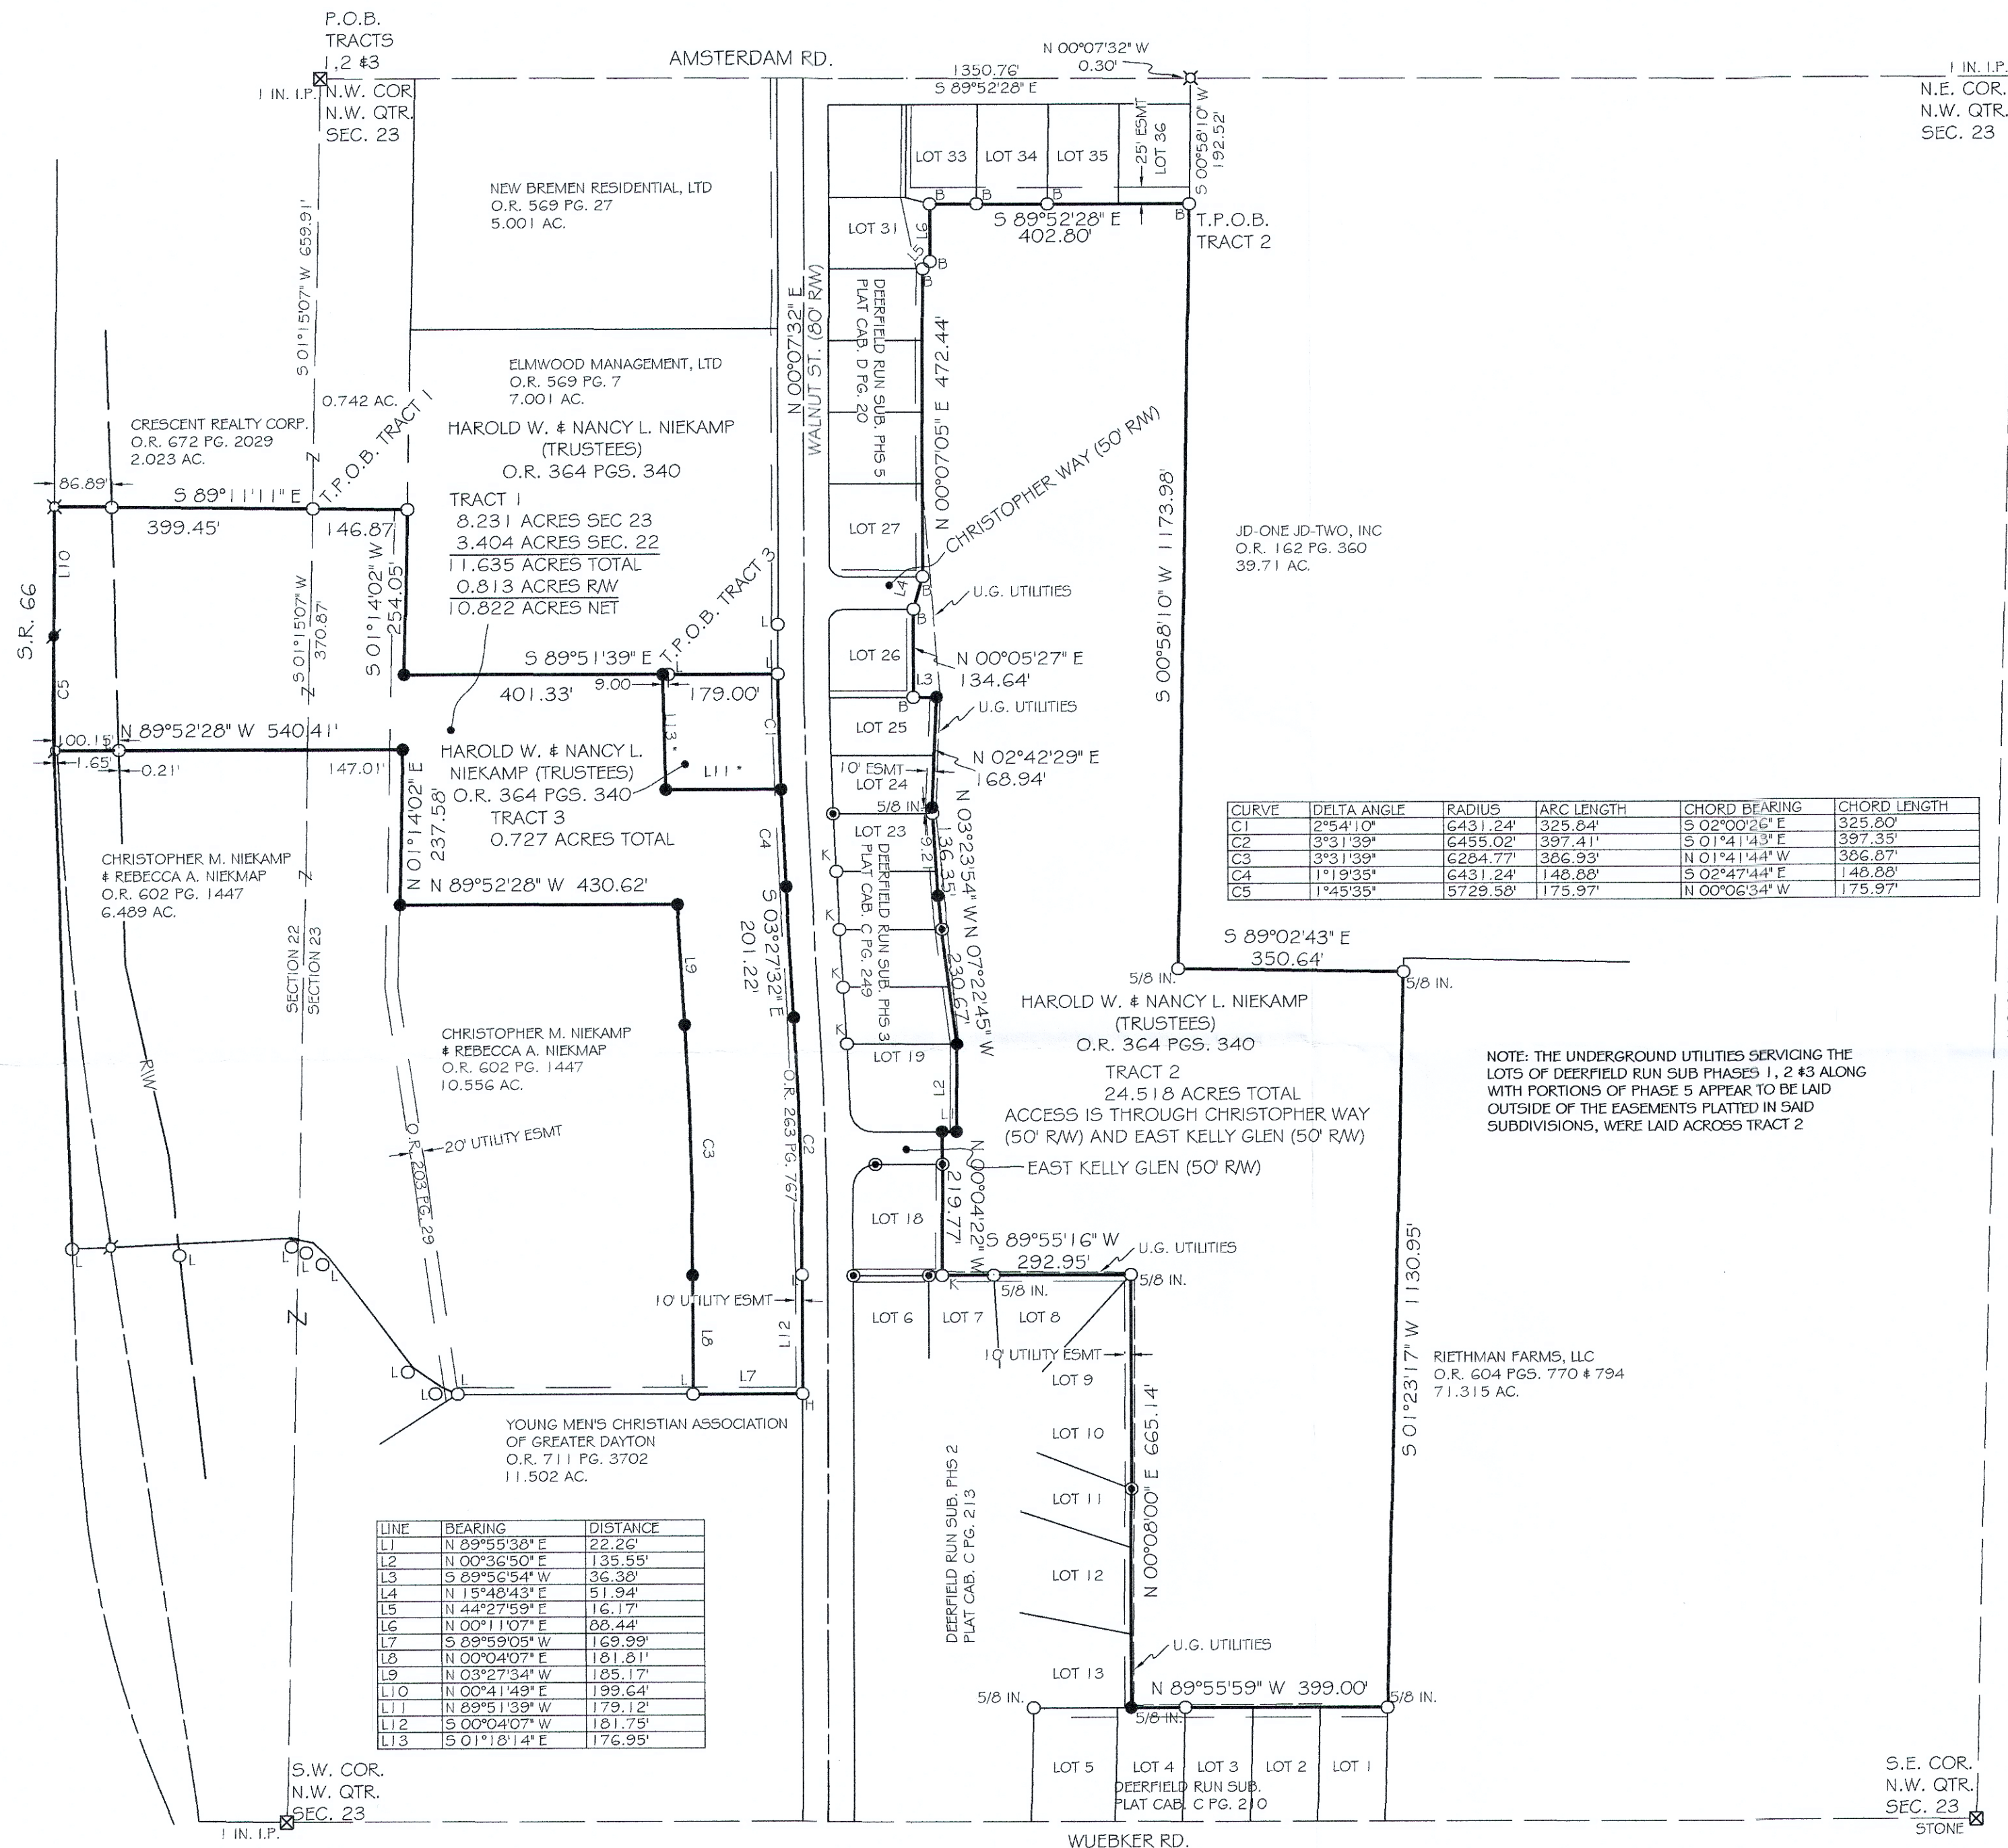 P.O.B.
TRACTS
1,2 &3
AMSTERDAM RD.
N 00°07'32" W
0.30'
1350.76'
S 89°52'28" E
1 IN. I.P.
N.W. COR
N.W. QTR.
SEC. 23
1 IN. I.P.
N.E. COR.
N.W. QTR.
SEC. 23
S 00°58'10" W
192.52'
25' ESMT
LOT 36
LOT 33
LOT 34
LOT 35
B
B
B
B
S 89°52'28" E
402.80'
T.P.O.B.
TRACT 2
NEW BREMEN RESIDENTIAL, LTD
O.R. 569 PG. 27
5.001 AC.
S 01°15'07" W 659.91'
LOT 31
L6
L5
B
B
N 00°07'32" E
WALNUT ST. (80' R/W)
DEERFIELD RUN SUB. PHS 5
PLAT CAB. D PG. 20
N 00°07'05" E 472.44'
ELMWOOD MANAGEMENT, LTD
O.R. 569 PG. 7
7.001 AC.
0.742 AC.
T.P.O.B. TRACT 1
CRESCENT REALTY CORP.
O.R. 672 PG. 2029
2.023 AC.
HAROLD W. & NANCY L. NIEKAMP
(TRUSTEES)
O.R. 364 PGS. 340
TRACT 1
8.231 ACRES SEC 23
3.404 ACRES SEC. 22
11.635 ACRES TOTAL
0.813 ACRES R/W
10.822 ACRES NET
CHRISTOPHER WAY (50' R/W)
Z
86.89'
S 89°11'11" E
399.45'
146.87'
L10
S.R. 66
C5
S 01°15'07" W
370.87'
Z
S 01°14'02" W
254.05'
LOT 27
L4
B
B
U.G. UTILITIES
S 00°58'10" W 1173.98'
JD-ONE JD-TWO, INC
O.R. 162 PG. 360
39.71 AC.
T.P.O.B. TRACT 3
L
S 89°51'39" E
L
L
401.33'
9.00
179.00'
LOT 26
N 00°05'27" E
134.64'
L3
B
U.G. UTILITIES
LOT 25
N 02°42'29" E
168.94'
10' ESMT
LOT 24
5/8 IN.
100.15'
N 89°52'28" W 540.41'
1.65'
0.21'
147.01'
HAROLD W. & NANCY L.
NIEKAMP (TRUSTEES)
O.R. 364 PGS. 340
TRACT 3
0.727 ACRES TOTAL
L13 *
L11 *
C1
C4
N 01°14'02" E
237.58'
N 89°52'28" W 430.62'
CURVE DELTA ANGLE RADIUS ARC LENGTH CHORD BEARING CHORD LENGTH
C1 2°54'10" 6431.24' 325.84' S 02°00'26" E 325.80'
C2 3°31'39" 6455.02' 397.41' S 01°41'43" E 397.35'
C3 3°31'39" 6284.77' 386.93' N 01°41'44" W 386.87'
C4 1°19'35" 6431.24' 148.88' S 02°47'44" E 148.88'
C5 1°45'35" 5729.58' 175.97' N 00°06'34" W 175.97'
CHRISTOPHER M. NIEKAMP
& REBECCA A. NIEKMAP
O.R. 602 PG. 1447
6.489 AC.
Z
SECTION 22
SECTION 23
S 03°27'32" E
201.22'
L9
LOT 23
K
K
K
K
DEERFIELD RUN SUB. PHS 3
PLAT CAB. C PG. 249
9.21
136.35'
N 03°23'54" W
N 07°22'45" W
230.67'
LOT 19
S 89°02'43" E
350.64'
5/8 IN.
5/8 IN.
HAROLD W. & NANCY L. NIEKAMP
(TRUSTEES)
O.R. 364 PGS. 340
TRACT 2
24.518 ACRES TOTAL
ACCESS IS THROUGH CHRISTOPHER WAY
(50' R/W) AND EAST KELLY GLEN (50' R/W)
EAST KELLY GLEN (50' R/W)
NOTE: THE UNDERGROUND UTILITIES SERVICING THE
LOTS OF DEERFIELD RUN SUB PHASES 1, 2 &3 ALONG
WITH PORTIONS OF PHASE 5 APPEAR TO BE LAID
OUTSIDE OF THE EASEMENTS PLATTED IN SAID
SUBDIVISIONS, WERE LAID ACROSS TRACT 2
CHRISTOPHER M. NIEKAMP
& REBECCA A. NIEKMAP
O.R. 602 PG. 1447
10.556 AC.
R/W
O.R. 203 PG. 29
20' UTILITY ESMT
C3
O.R. 263 PG. 767
C2
L2
L1
N 00°04'22" W
219.77'
LOT 18
S 89°55'16" W
292.95'
U.G. UTILITIES
K
5/8 IN.
5/8 IN.
L
L
L
L
L
Z
10' UTILITY ESMT
L
L8
L12
L7
L
L
L
L
H
LOT 6
LOT 7
LOT 8
10' UTILITY ESMT
LOT 9
LOT 10
LOT 11
LOT 12
LOT 13
N 00°08'00" E 665.14'
S 01°23'17" W 1130.95'
RIETHMAN FARMS, LLC
O.R. 604 PGS. 770 & 794
71.315 AC.
YOUNG MEN'S CHRISTIAN ASSOCIATION
OF GREATER DAYTON
O.R. 711 PG. 3702
11.502 AC.
DEERFIELD RUN SUB. PHS 2
PLAT CAB. C PG. 213
LINE BEARING DISTANCE
L1 N 89°55'38" E 22.26'
L2 N 00°36'50" E 135.55'
L3 S 89°56'54" W 36.38'
L4 N 15°48'43" E 51.94'
L5 N 44°27'59" E 16.17'
L6 N 00°11'07" E 88.44'
L7 S 89°59'05" W 169.99'
L8 N 00°04'07" E 181.81'
L9 N 03°27'34" W 185.17'
L10 N 00°41'49" E 199.64'
L11 N 89°51'39" W 179.12'
L12 S 00°04'07" W 181.75'
L13 S 01°18'14" E 176.95'
U.G. UTILITIES
N 89°55'59" W 399.00'
5/8 IN.
5/8 IN.
5/8 IN.
LOT 5
LOT 4
LOT 3
LOT 2
LOT 1
DEERFIELD RUN SUB.
PLAT CAB. C PG. 210
S.W. COR.
N.W. QTR.
SEC. 23
1 IN. I.P.
S.E. COR.
N.W. QTR.
SEC. 23
STONE
WUEBKER RD.